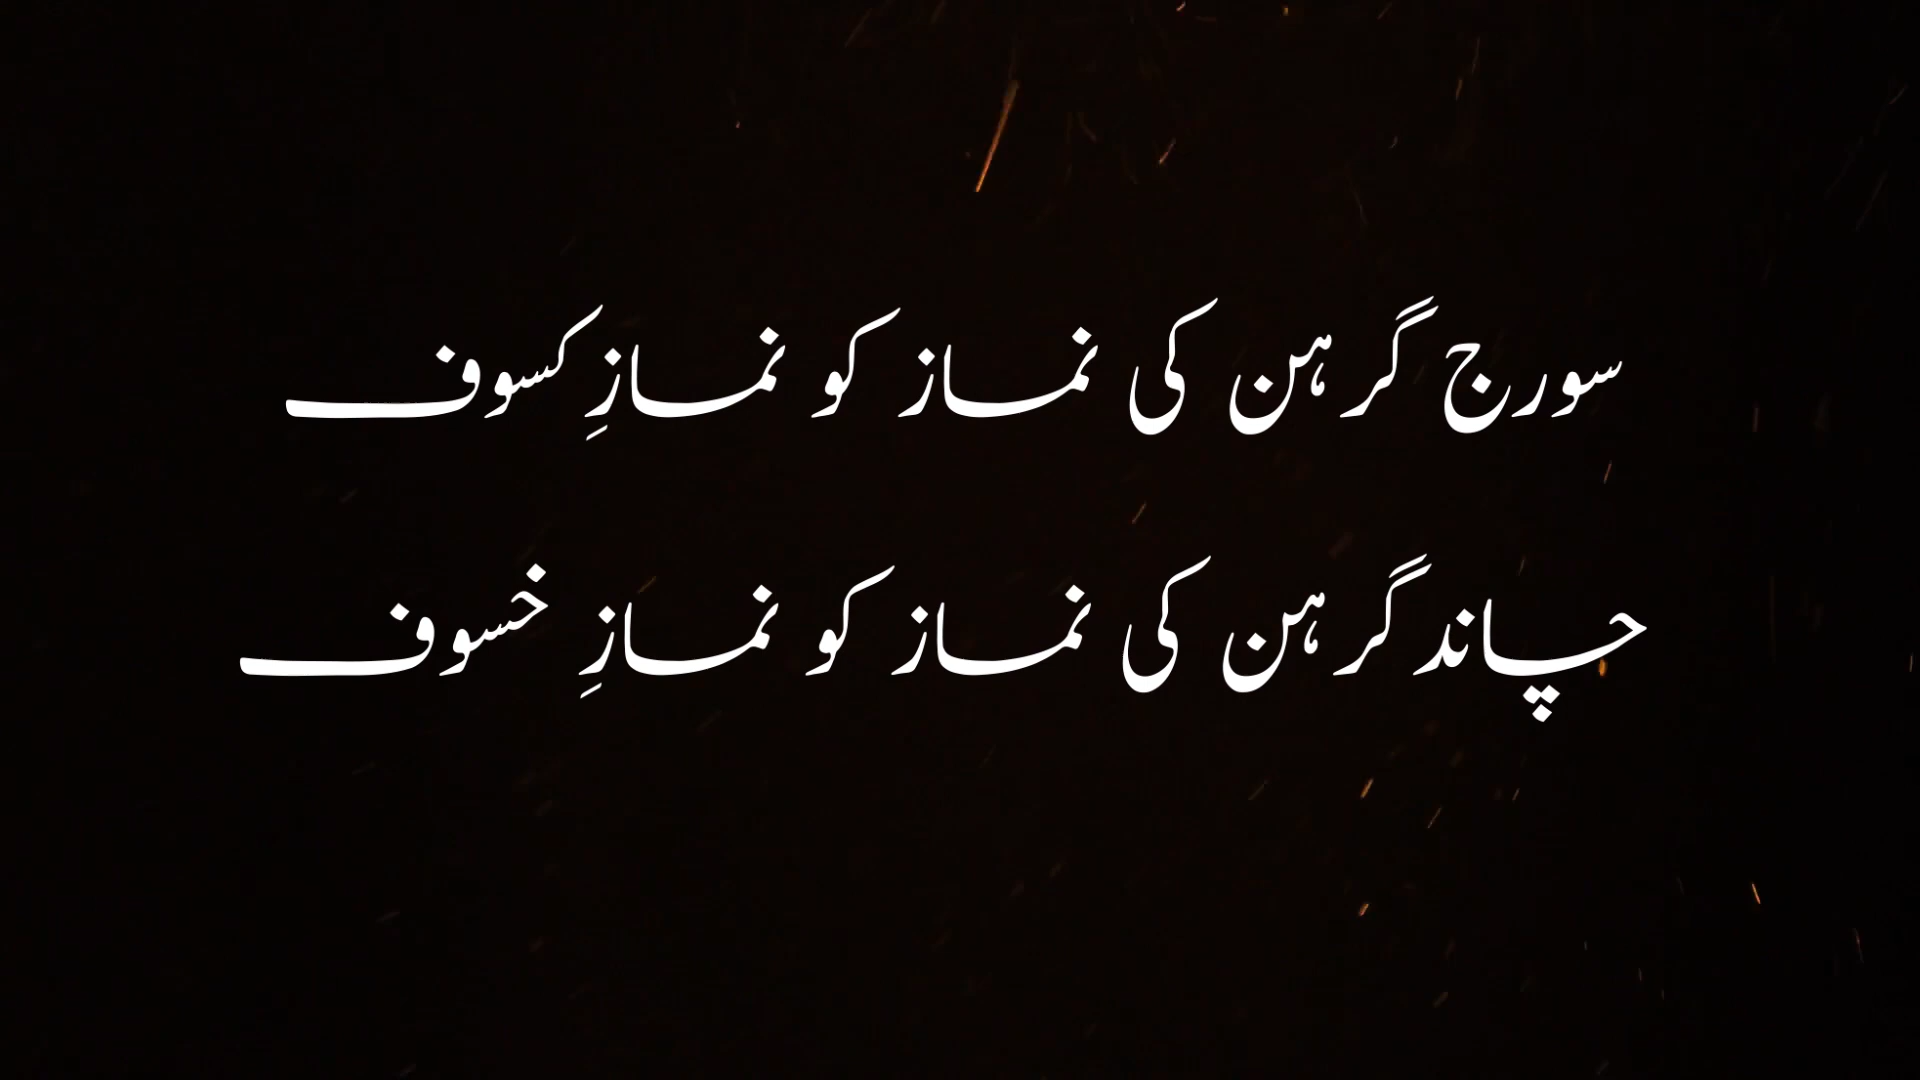 سورج گرہن کی نماز کو نمازِ کسوف
چاند گرہن کی نماز کو نمازِ خسوف